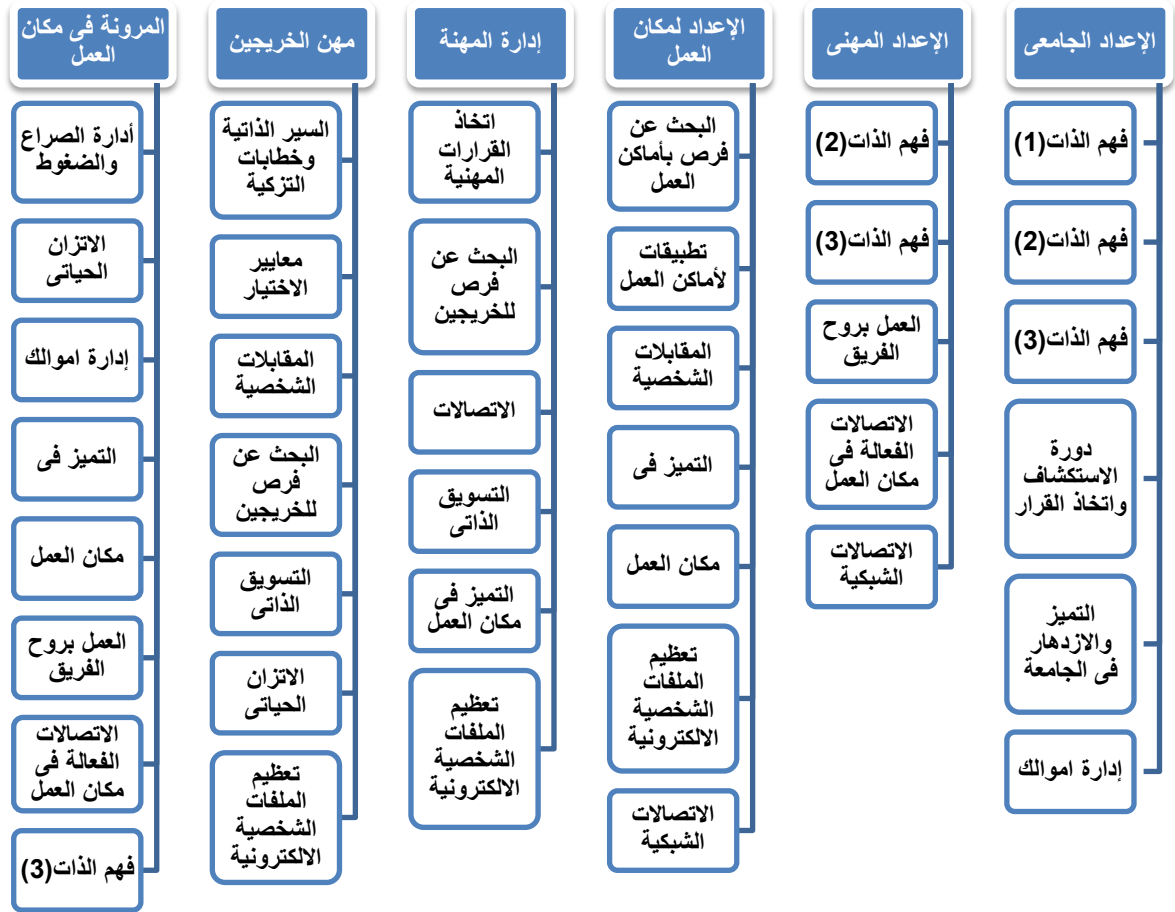 الإعداد الجامعى
فهم الذات(1)
فهم الذات(2)
فهم الذات(3)
دورة
الاستكشاف
واتخاذ القرار
التميز
والازدهار
فى الجامعة
إدارة اموالك
الإعداد المهنى
فهم الذات(2)
فهم الذات(3)
العمل بروح
الفريق
الاتصالات
الفعالة فى
مكان العمل
الاتصالات
الشبكية
الإعداد لمكان
العمل
البحث عن
فرص بأماكن
العمل
تطبيقات
لأماكن العمل
المقابلات
الشخصية
التميز فى
مكان العمل
تعظيم
الملفات
الشخصية
الالكترونية
الاتصالات
الشبكية
إدارة المهنة
اتخاذ
القرارات
المهنية
البحث عن
فرص
للخريجين
الاتصالات
التسويق
الذاتى
التميز فى
مكان العمل
تعظيم
الملفات
الشخصية
الالكترونية
مهن الخريجين
السير الذاتية
وخطابات
التزكية
معايير
الاختيار
المقابلات
الشخصية
البحث عن
فرص
للخريجين
التسويق
الذاتى
الاتزان
الحياتى
تعظيم
الملفات
الشخصية
الالكترونية
المرونة فى مكان
العمل
أدارة الصراع
والضغوط
الاتزان
الحياتى
إدارة اموالك
التميز فى
مكان العمل
العمل بروح
الفريق
الاتصالات
الفعالة فى
مكان العمل
فهم الذات(3)